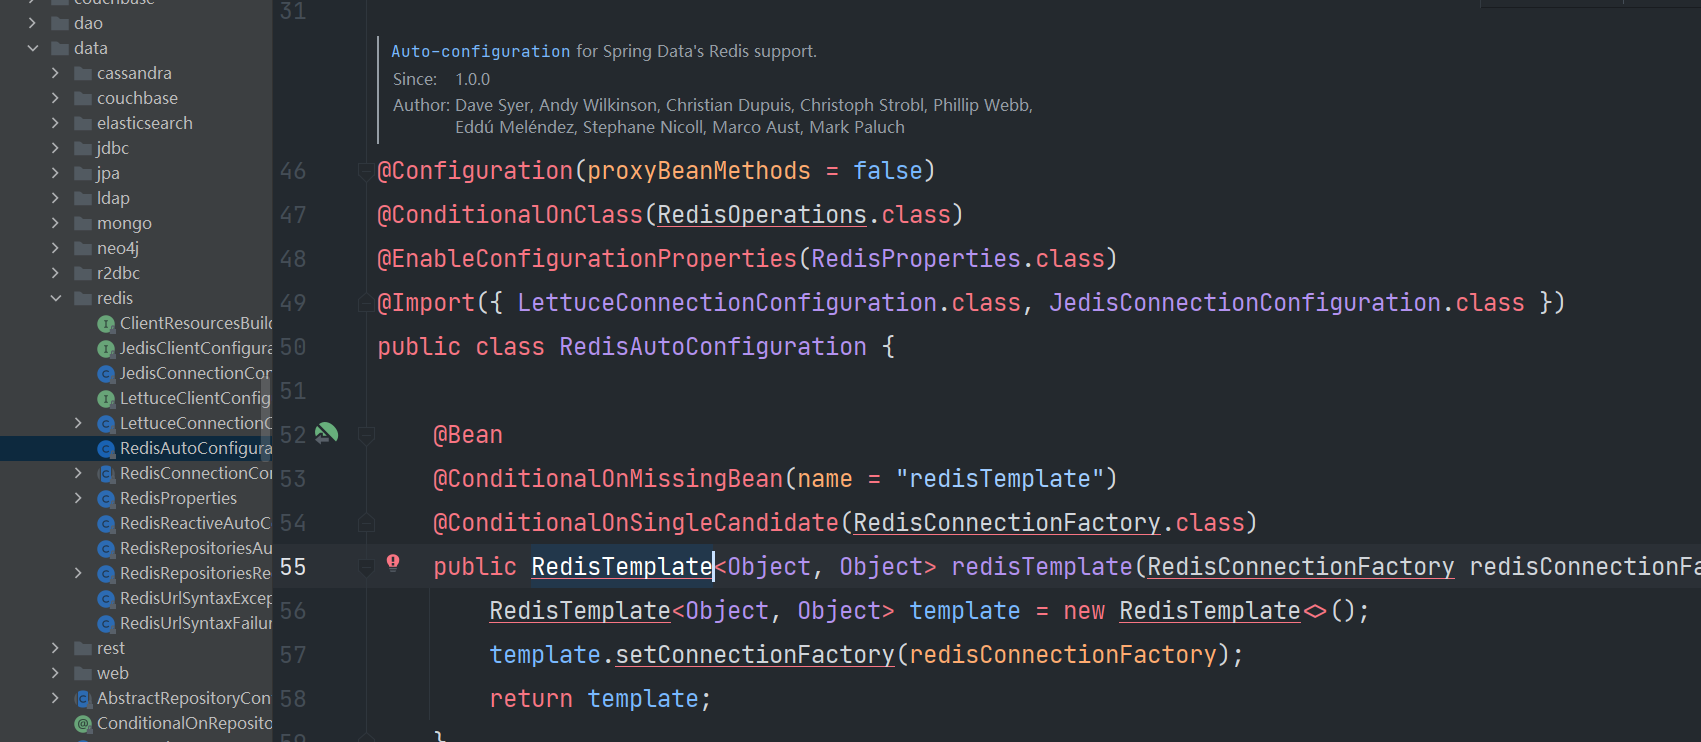 couchbase
dao
data
cassandra
couchbase
elasticsearch
jdbc
jpa
ldap
mongo
neo4j
r2dbc
redis
ClientResourcesBuild
JedisClientConfigura
JedisConnectionCon
LettuceClientConfig
LettuceConnectionC
RedisAutoConfigura
RedisConnectionCon
RedisProperties
RedisReactiveAutoC
RedisRepositoriesAu
RedisRepositoriesRe
RedisUrlSyntaxExcep
RedisUrlSyntaxFailur
rest
web
AbstractRepositoryCon
ConditionalOnReposito
31
Auto-configuration for Spring Data's Redis support.
Since: 1.0.0
Author: Dave Syer, Andy Wilkinson, Christian Dupuis, Christoph Strobl, Phillip Webb,
Eddú Meléndez, Stephane Nicoll, Marco Aust, Mark Paluch
46 @Configuration(proxyBeanMethods = false)
47 @ConditionalOnClass(RedisOperations.class)
48 @EnableConfigurationProperties(RedisProperties.class)
49 @Import({ LettuceConnectionConfiguration.class, JedisConnectionConfiguration.class })
50 public class RedisAutoConfiguration {
51
52 @Bean
53 @ConditionalOnMissingBean(name = "redisTemplate")
54 @ConditionalOnSingleCandidate(RedisConnectionFactory.class)
55 public RedisTemplate<Object, Object> redisTemplate(RedisConnectionFactory redisConnectionFa
56 RedisTemplate<Object, Object> template = new RedisTemplate<>();
57 template.setConnectionFactory(redisConnectionFactory);
58 return template;
59 }